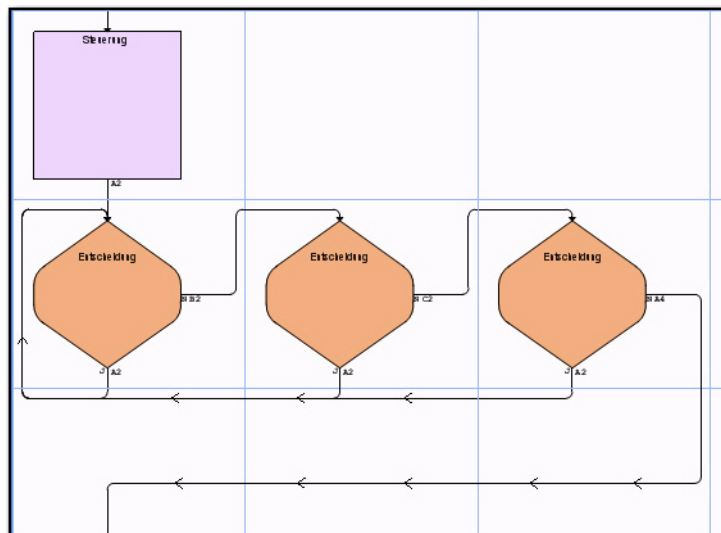 Steuerung
A2
Entscheidung
N B2
Entscheidung
N C2
Entscheidung
N A4
J A2
J A2
J A2